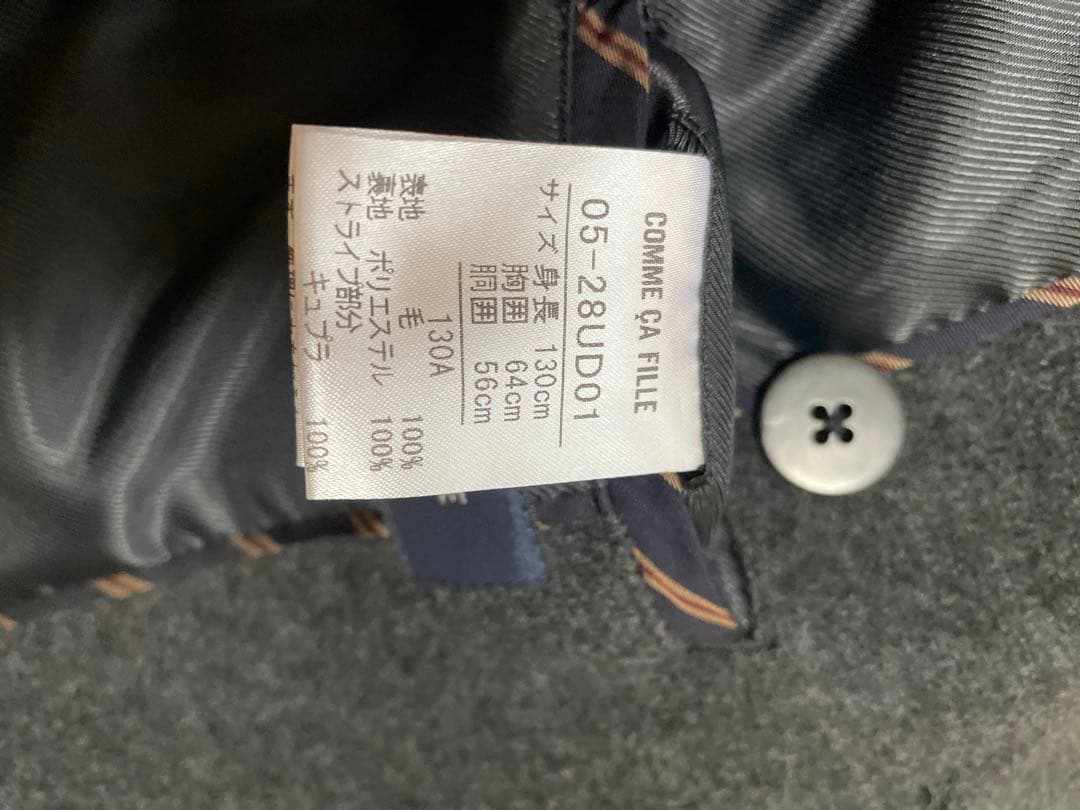 COMME ÇA FILLE
05-28UD01
サイズ 身長 130cm
胸囲 64cm
胴囲 56cm
130A
表地 毛 100%
裏地 ポリエステル 100%
ストライプ部分
キュプラ 100%